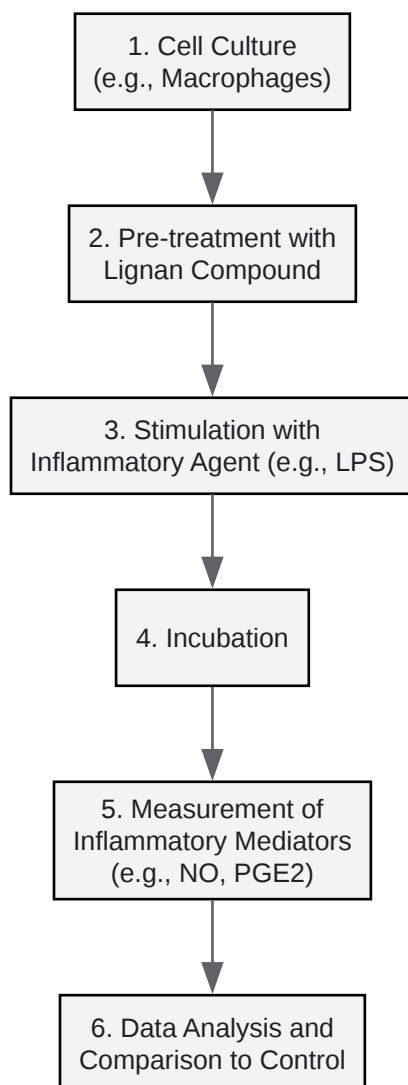 1. Cell Culture
(e.g., Macrophages)
2. Pre-treatment with
Lignan Compound
3. Stimulation with
Inflammatory Agent (e.g., LPS)
4. Incubation
5. Measurement of
Inflammatory Mediators
(e.g., NO, PGE2)
6. Data Analysis and
Comparison to Control